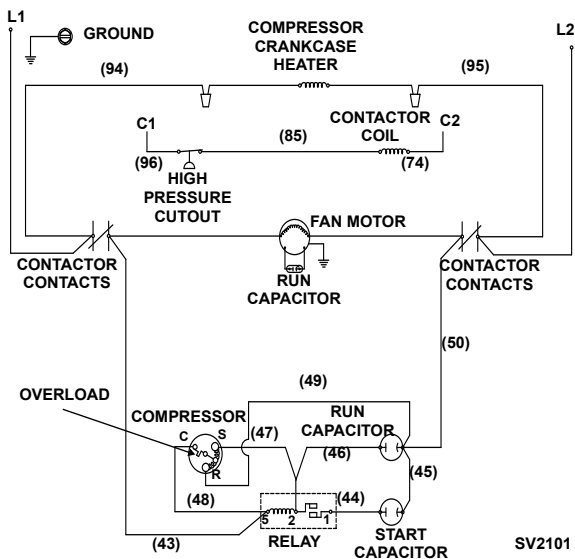 L1
GROUND
COMPRESSOR
CRANKCASE
HEATER
L2
(94)
(95)
C1
(85)
CONTACTOR
COIL
C2
(96)
(74)
HIGH
PRESSURE
CUTOUT
FAN MOTOR
CONTACTOR
CONTACTS
RUN
CAPACITOR
CONTACTOR
CONTACTS
(50)
(49)
OVERLOAD
COMPRESSOR
RUN
CAPACITOR
C
S
(47)
(46)
R
(45)
(48)
(44)
5
2
1
(43)
RELAY
START
CAPACITOR
SV2101